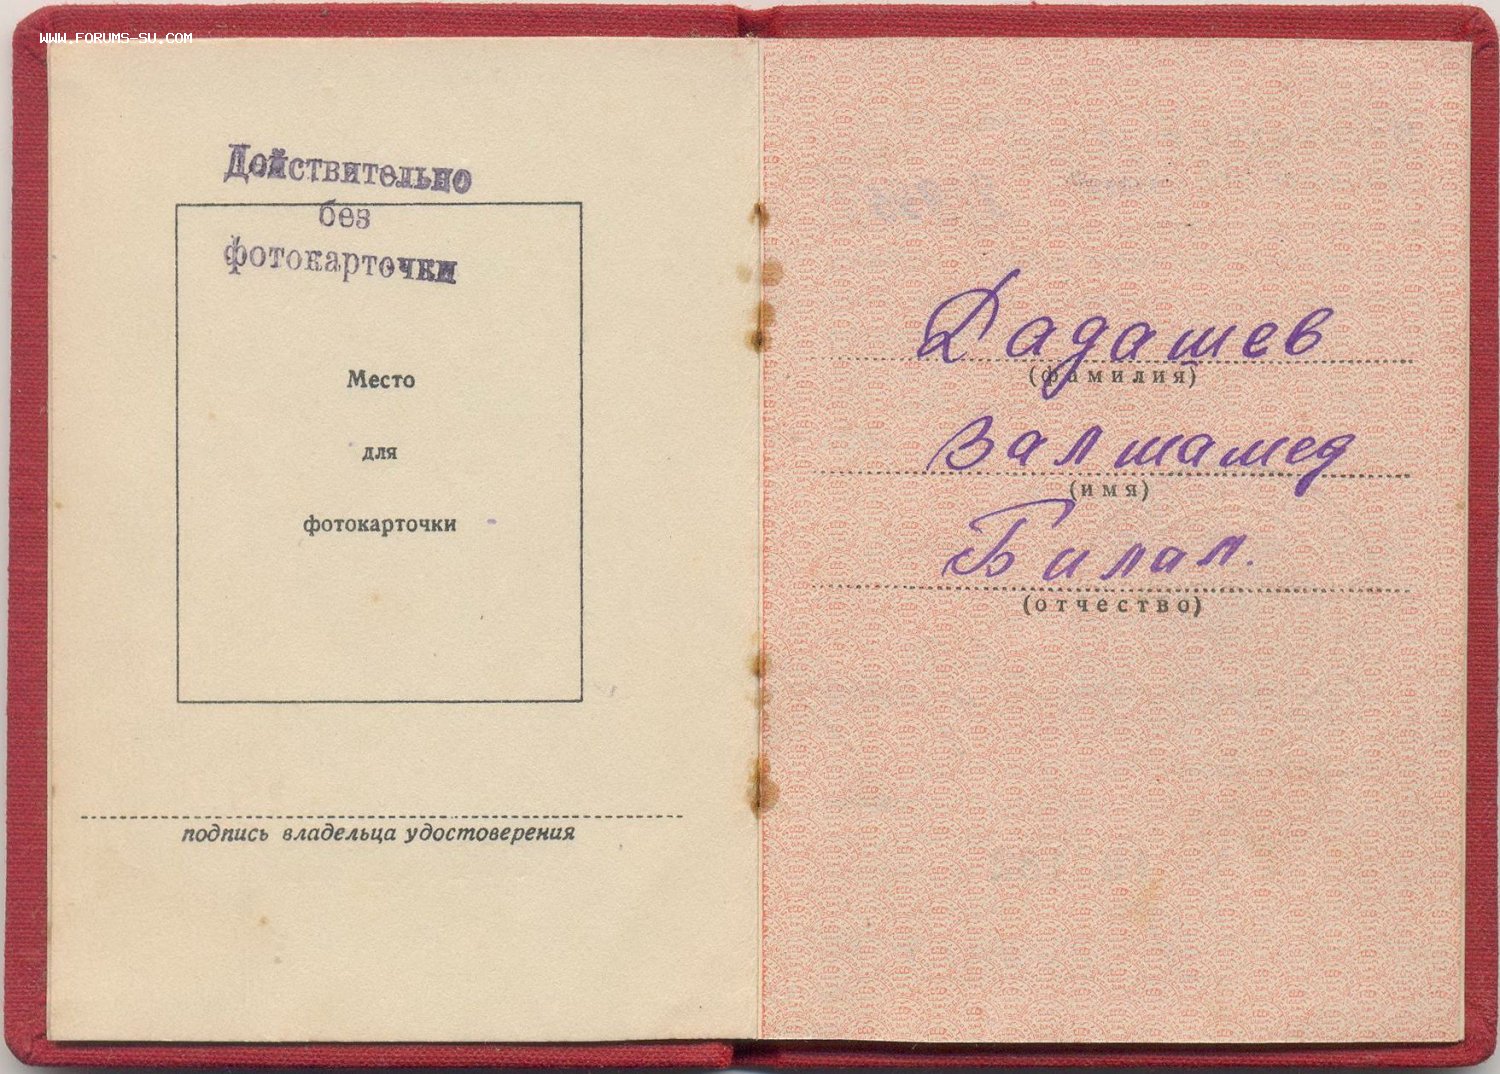 WWW.FORUMS-SU.COM
Действительно
без
фотокарточки
Место
для
фотокарточки
подпись владельца удостоверения
Дадашев
(фамилия)
Валшамед
(имя)
Билал.
(отчество)